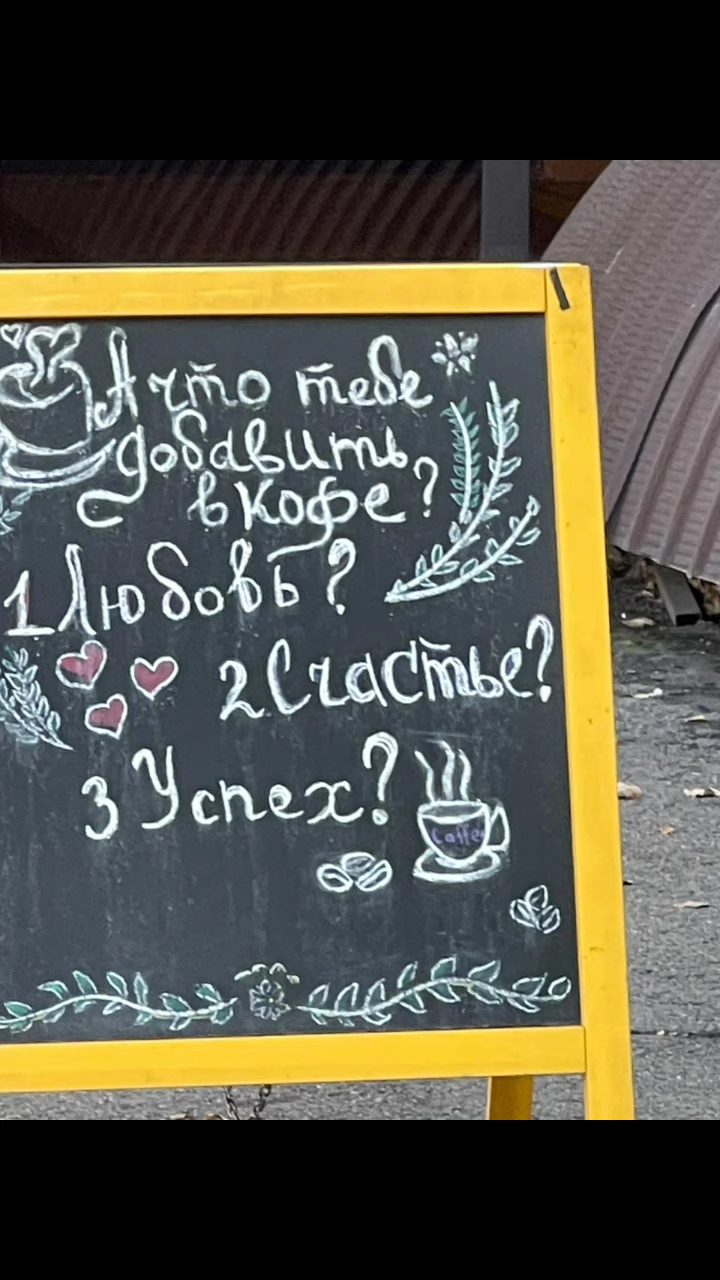 А что тебе
добавить
в кофе?
1 Любовь?
2 Счастье?
3 Успех?
Coffee